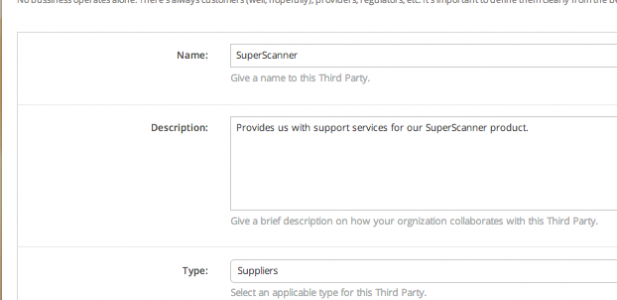 No bussiness operates alone. There's always customers (well, hopefully), providers, regulators, etc. It's important to define them clearly from the
Name:
SuperScanner
Give a name to this Third Party.
Description:
Provides us with support services for our SuperScanner product.
Give a brief description on how your orgnization collaborates with this Third Party.
Type:
Suppliers
Select an applicable type for this Third Party.